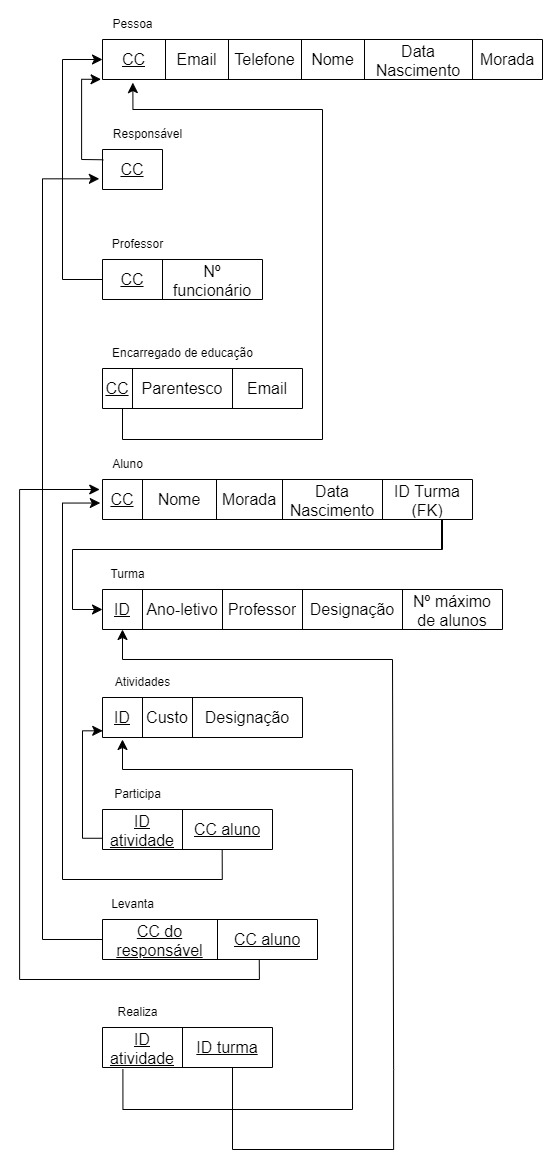 Pessoa
CC Email Telefone Nome Data Morada
Nascimento
Responsável
CC
Professor
CC Nº
funcionário
Encarregado de educação
CC Parentesco Email
Aluno
CC Nome Morada Data ID Turma
Nascimento (FK)
Turma
ID Ano-letivo Professor Designação Nº máximo
de alunos
Atividades
ID Custo Designação
Participa
ID CC aluno
atividade
Levanta
CC do CC aluno
responsável
Realiza
ID ID turma
atividade